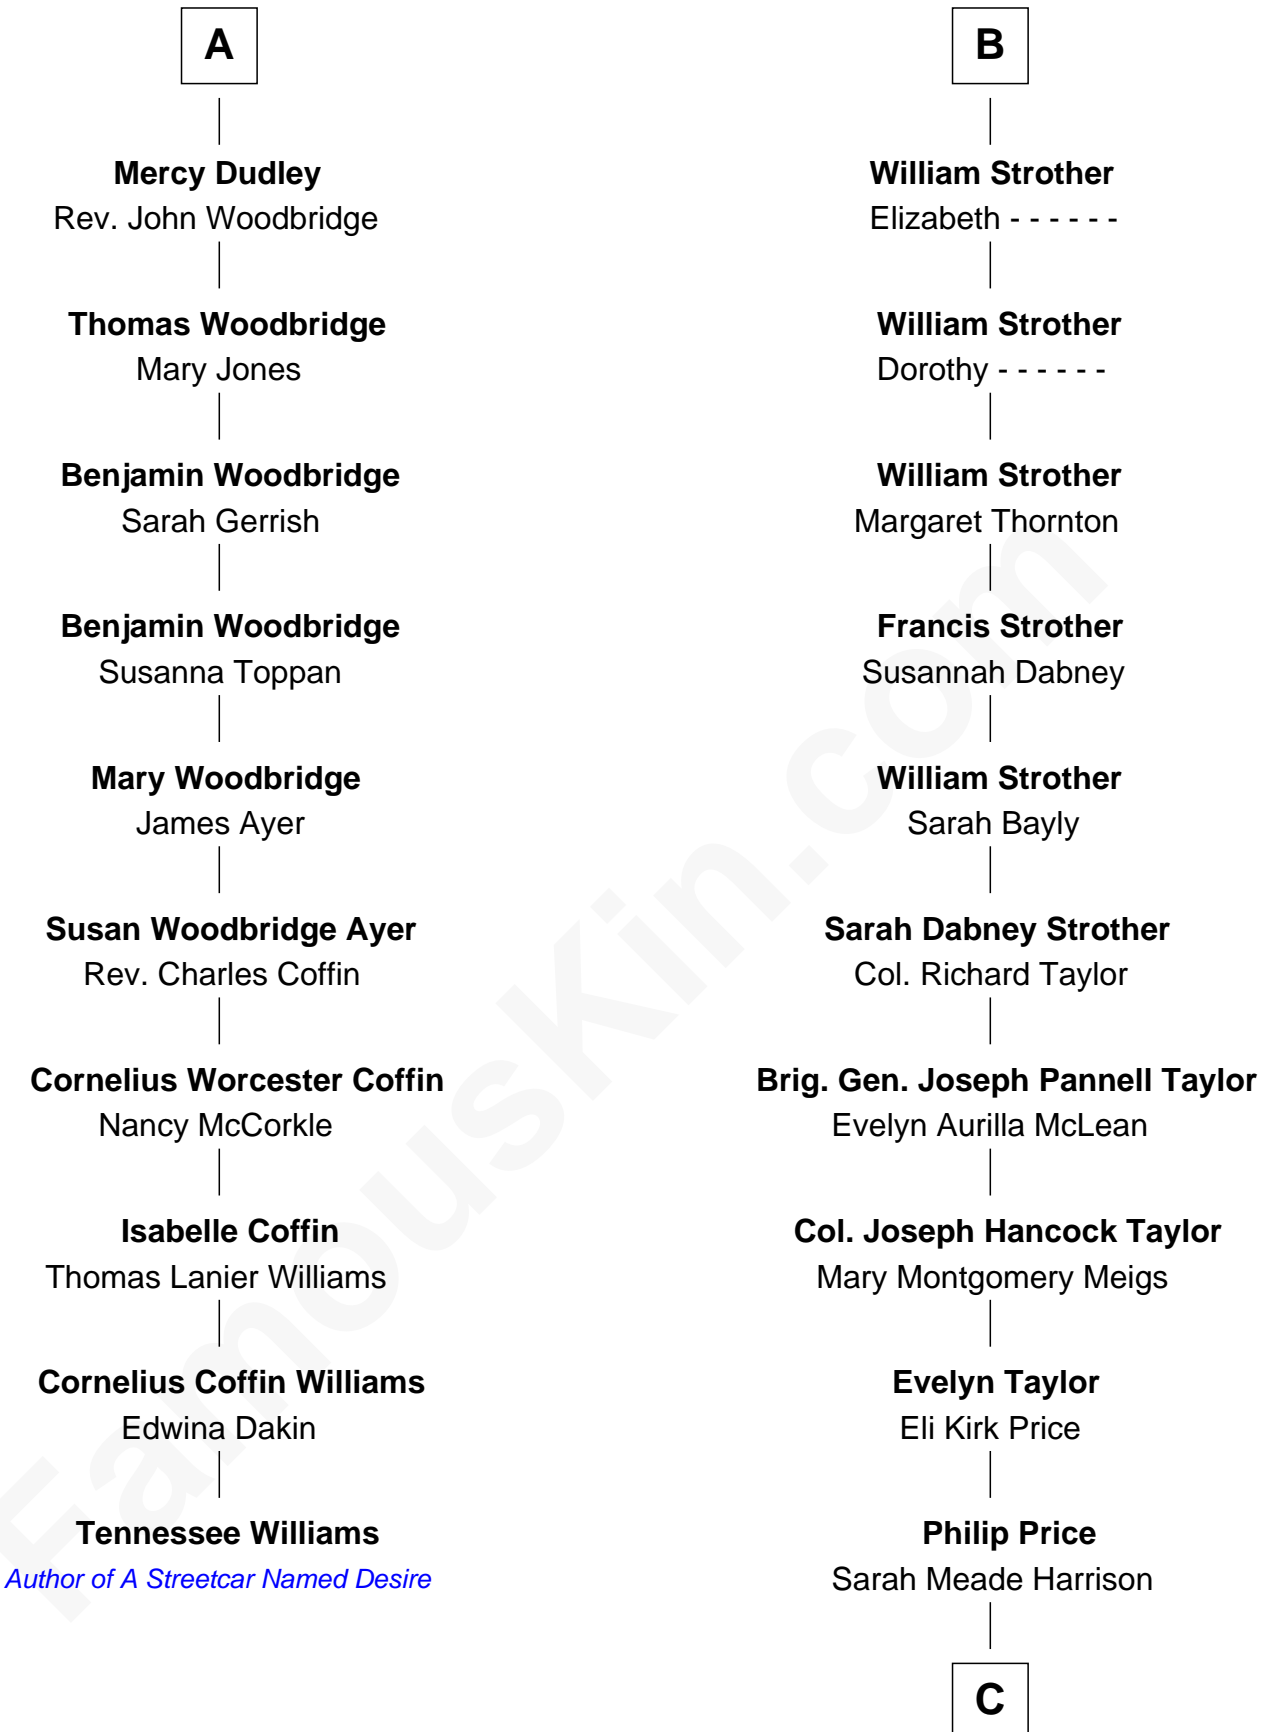 A
Mercy Dudley
Rev. John Woodbridge
Thomas Woodbridge
Mary Jones
Benjamin Woodbridge
Sarah Gerrish
Benjamin Woodbridge
Susanna Toppan
Mary Woodbridge
James Ayer
Susan Woodbridge Ayer
Rev. Charles Coffin
Cornelius Worcester Coffin
Nancy McCorkle
Isabelle Coffin
Thomas Lanier Williams
Cornelius Coffin Williams
Edwina Dakin
Tennessee Williams
Author of A Streetcar Named Desire
B
William Strother
Elizabeth - - - - - -
William Strother
Dorothy - - - - - -
William Strother
Margaret Thornton
Francis Strother
Susannah Dabney
William Strother
Sarah Bayly
Sarah Dabney Strother
Col. Richard Taylor
Brig. Gen. Joseph Pannell Taylor
Evelyn Aurilla McLean
Col. Joseph Hancock Taylor
Mary Montgomery Meigs
Evelyn Taylor
Eli Kirk Price
Philip Price
Sarah Meade Harrison
C
FamousKin.com